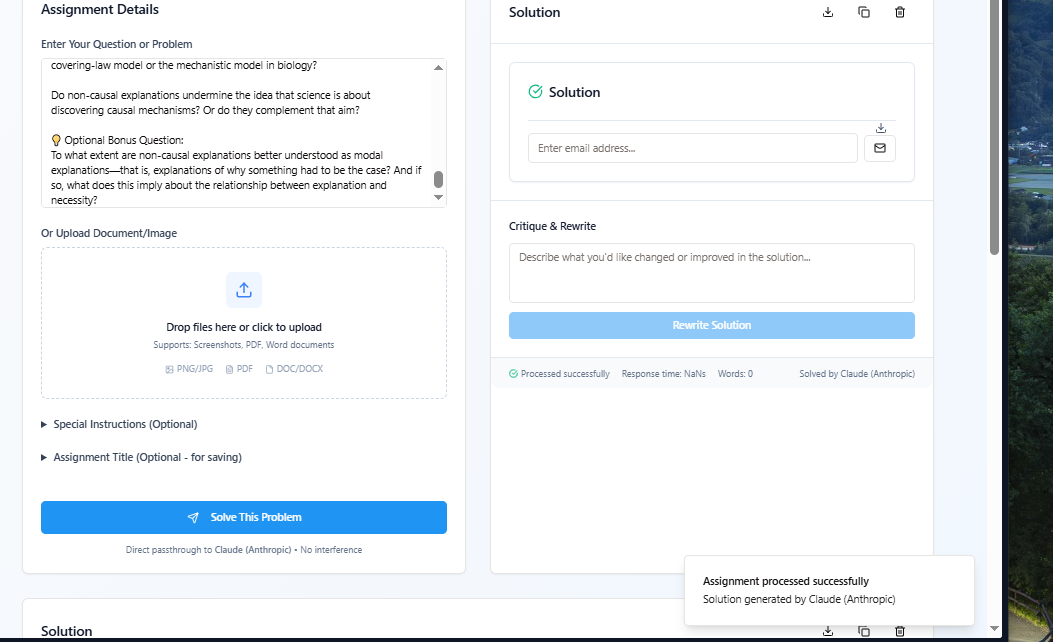 Assignment Details
Enter Your Question or Problem
covering-law model or the mechanistic model in biology?
Do non-causal explanations undermine the idea that science is about
discovering causal mechanisms? Or do they complement that aim?
💡 Optional Bonus Question:
To what extent are non-causal explanations better understood as modal
explanations—that is, explanations of why something had to be the case? And if
so, what does this imply about the relationship between explanation and
necessity?
Or Upload Document/Image
Drop files here or click to upload
Supports: Screenshots, PDF, Word documents
PNG/JPG PDF DOC/DOCX
Special Instructions (Optional)
Assignment Title (Optional - for saving)
Solve This Problem
Direct passthrough to Claude (Anthropic) • No interference
Solution
Solution
Solution
Enter email address...
Critique & Rewrite
Describe what you'd like changed or improved in the solution...
Rewrite Solution
Processed successfully Response time: NaNs Words: 0 Solved by Claude (Anthropic)
Assignment processed successfully
Solution generated by Claude (Anthropic)